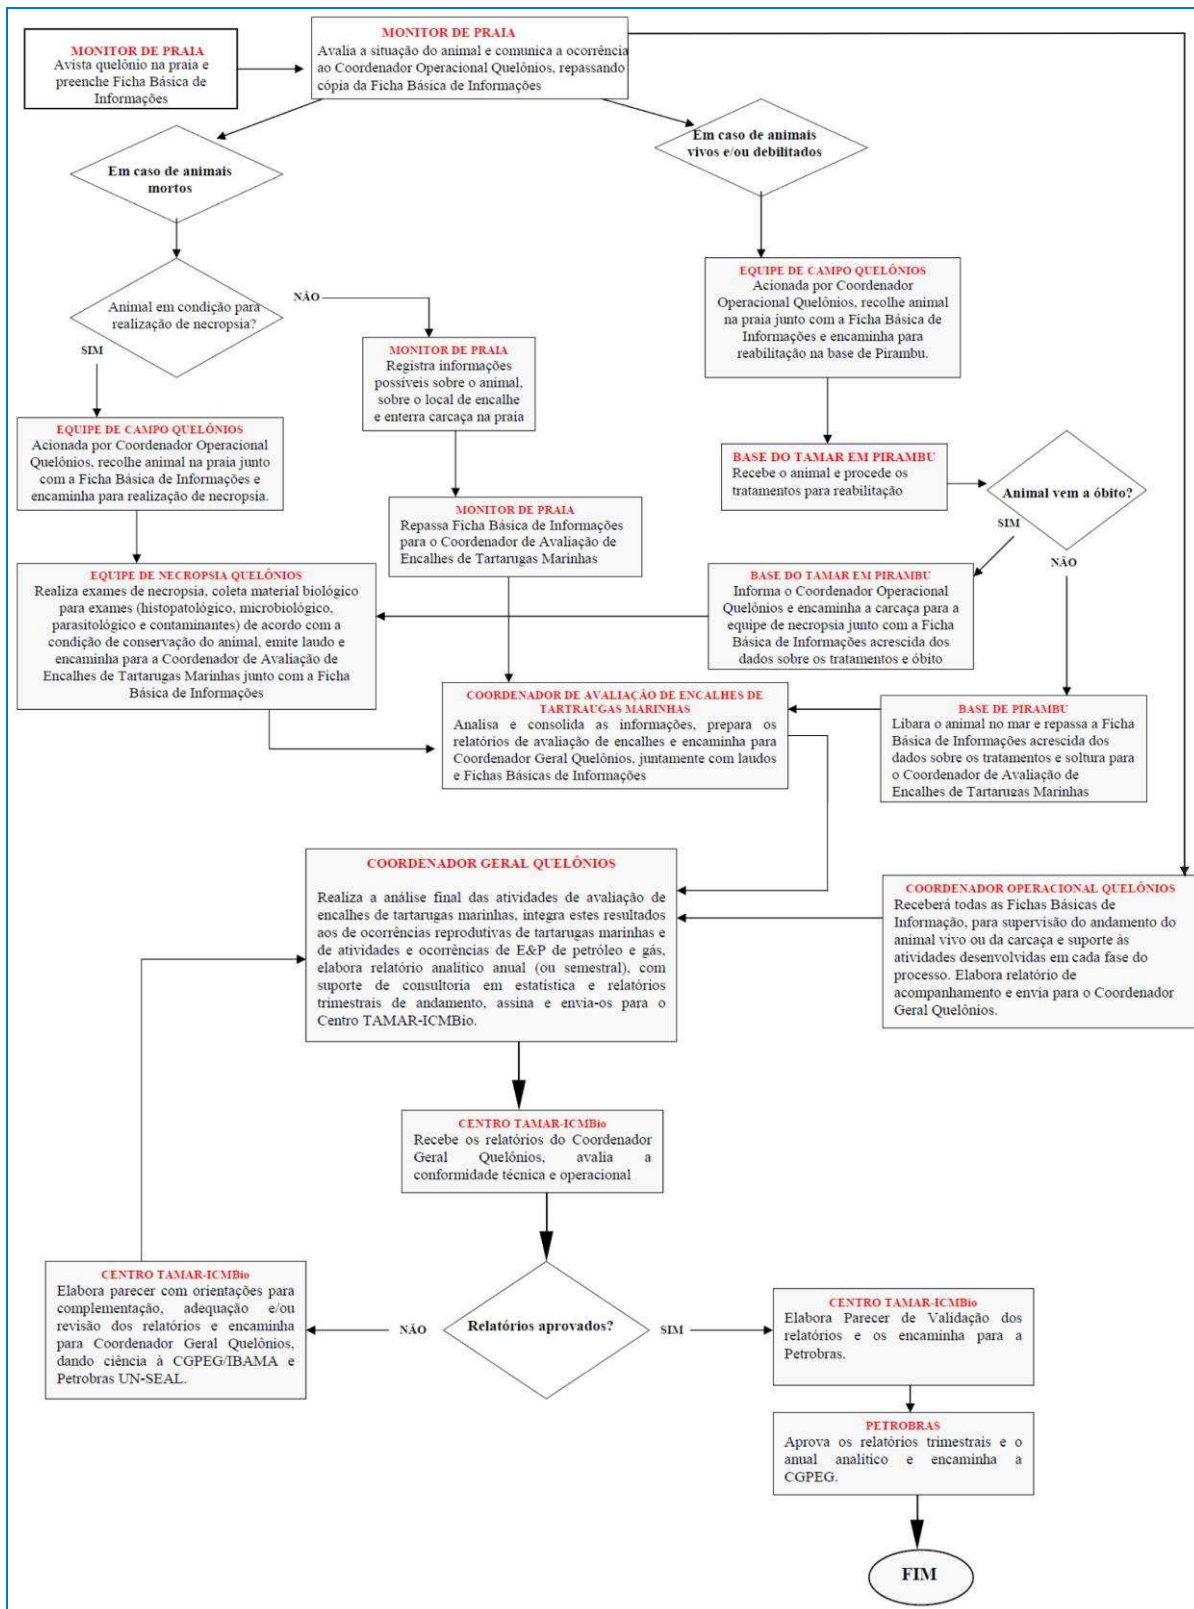 MONITOR DE PRAIA
Avista quelônio na praia e
preenche Ficha Básica de
Informações
MONITOR DE PRAIA
Avalia a situação do animal e comunica a ocorrência
ao Coordenador Operacional Quelônios, repassando
cópia da Ficha Básica de Informações
Em caso de animais
mortos
Em caso de animais
vivos e/ou debilitados
Animal em condição para
realização de necropsia?
NÃO
SIM
EQUIPE DE CAMPO QUELÔNIOS
Acionada por Coordenador
Operacional Quelônios, recolhe animal
na praia junto com a Ficha Básica de
Informações e encaminha para
reabilitação na base de Pirambu.
MONITOR DE PRAIA
Registra informações
possíveis sobre o animal,
sobre o local de encalhe
e enterra carcaça na praia
EQUIPE DE CAMPO QUELÔNIOS
Acionada por Coordenador Operacional
Quelônios, recolhe animal na praia junto
com a Ficha Básica de Informações e
encaminha para realização de necropsia.
BASE DO TAMAR EM PIRAMBU
Recebe o animal e procede os
tratamentos para reabilitação
Animal vem a óbito?
SIM
NÃO
MONITOR DE PRAIA
Repassa Ficha Básica de Informações
para o Coordenador de Avaliação de
Encalhes de Tartarugas Marinhas
EQUIPE DE NECROPSIA QUELÔNIOS
Realiza exames de necropsia, coleta material biológico
para exames (histopatológico, microbiológico,
parasitológico e contaminantes) de acordo com a
condição de conservação do animal, emite laudo e
encaminha para a Coordenador de Avaliação de
Encalhes de Tartarugas Marinhas junto com a Ficha
Básica de Informações
BASE DO TAMAR EM PIRAMBU
Informa o Coordenador Operacional
Quelônios e encaminha a carcaça para a
equipe de necropsia junto com a Ficha
Básica de Informações acrescida dos
dados sobre os tratamentos e óbito
COORDENADOR DE AVALIAÇÃO DE ENCALHES DE
TARTRAUGAS MARINHAS
Analisa e consolida as informações, prepara os
relatórios de avaliação de encalhes e encaminha para
Coordenador Geral Quelônios, juntamente com laudos
e Fichas Básicas de Informações
BASE DE PIRAMBU
Libara o animal no mar e repassa a Ficha
Básica de Informações acrescida dos
dados sobre os tratamentos e soltura para
o Coordenador de Avaliação de
Encalhes de Tartarugas Marinhas
COORDENADOR GERAL QUELÔNIOS
Realiza a análise final das atividades de avaliação de
encalhes de tartarugas marinhas, integra estes resultados
aos de ocorrências reprodutivas de tartarugas marinhas e
de atividades e ocorrências de E&P de petróleo e gás,
elabora relatório analítico anual (ou semestral), com
suporte de consultoria em estatística e relatórios
trimestrais de andamento, assina e envia-os para o
Centro TAMAR-ICMBio.
COORDENADOR OPERACIONAL QUELÔNIOS
Receberá todas as Fichas Básicas de
Informação, para supervisão do andamento do
animal vivo ou da carcaça e suporte às
atividades desenvolvidas em cada fase do
processo. Elabora relatório de
acompanhamento e envia para o Coordenador
Geral Quelônios.
CENTRO TAMAR-ICMBio
Recebe os relatórios do Coordenador
Geral Quelônios, avalia a
conformidade técnica e operacional
CENTRO TAMAR-ICMBio
Elabora parecer com orientações para
complementação, adequação e/ou
revisão dos relatórios e encaminha
para Coordenador Geral Quelônios,
dando ciência à CGPEG/IBAMA e
Petrobras UN-SEAL.
NÃO
Relatórios aprovados?
SIM
CENTRO TAMAR-ICMBio
Elabora Parecer de Validação dos
relatórios e os encaminha para a
Petrobras.
PETROBRAS
Aprova os relatórios trimestrais e o
anual analítico e encaminha a
CGPEG.
FIM